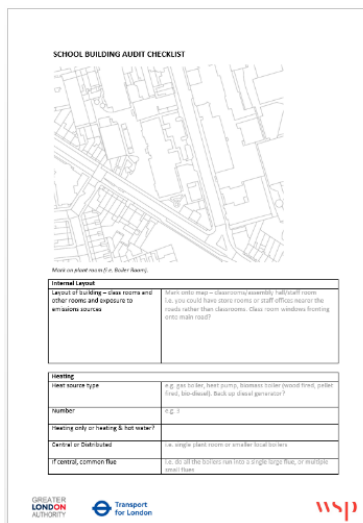 SCHOOL BUILDING AUDIT CHECKLIST
Mark on plant room (i.e. Boiler Room).
Internal Layout
Layout of building – class rooms and
other rooms and exposure to
emissions sources
Mark onto map – classrooms/assembly hall/staff room
i.e. you could have store rooms or staff offices nearer the
roads rather than classrooms. Class room windows fronting
onto main road?
Heating
Heat source type
e.g. gas boiler, heat pump, biomass boiler (wood fired, pellet
fired, bio-diesel). Back up diesel generator?
Number
e.g. 3
Heating only or heating & hot water?
Central or Distributed
i.e. single plant room or smaller local boilers
If central, common flue
i.e. do all the boilers run into a single large flue, or multiple
small flues
GREATER
LONDON
AUTHORITY
Transport
for London
wsp